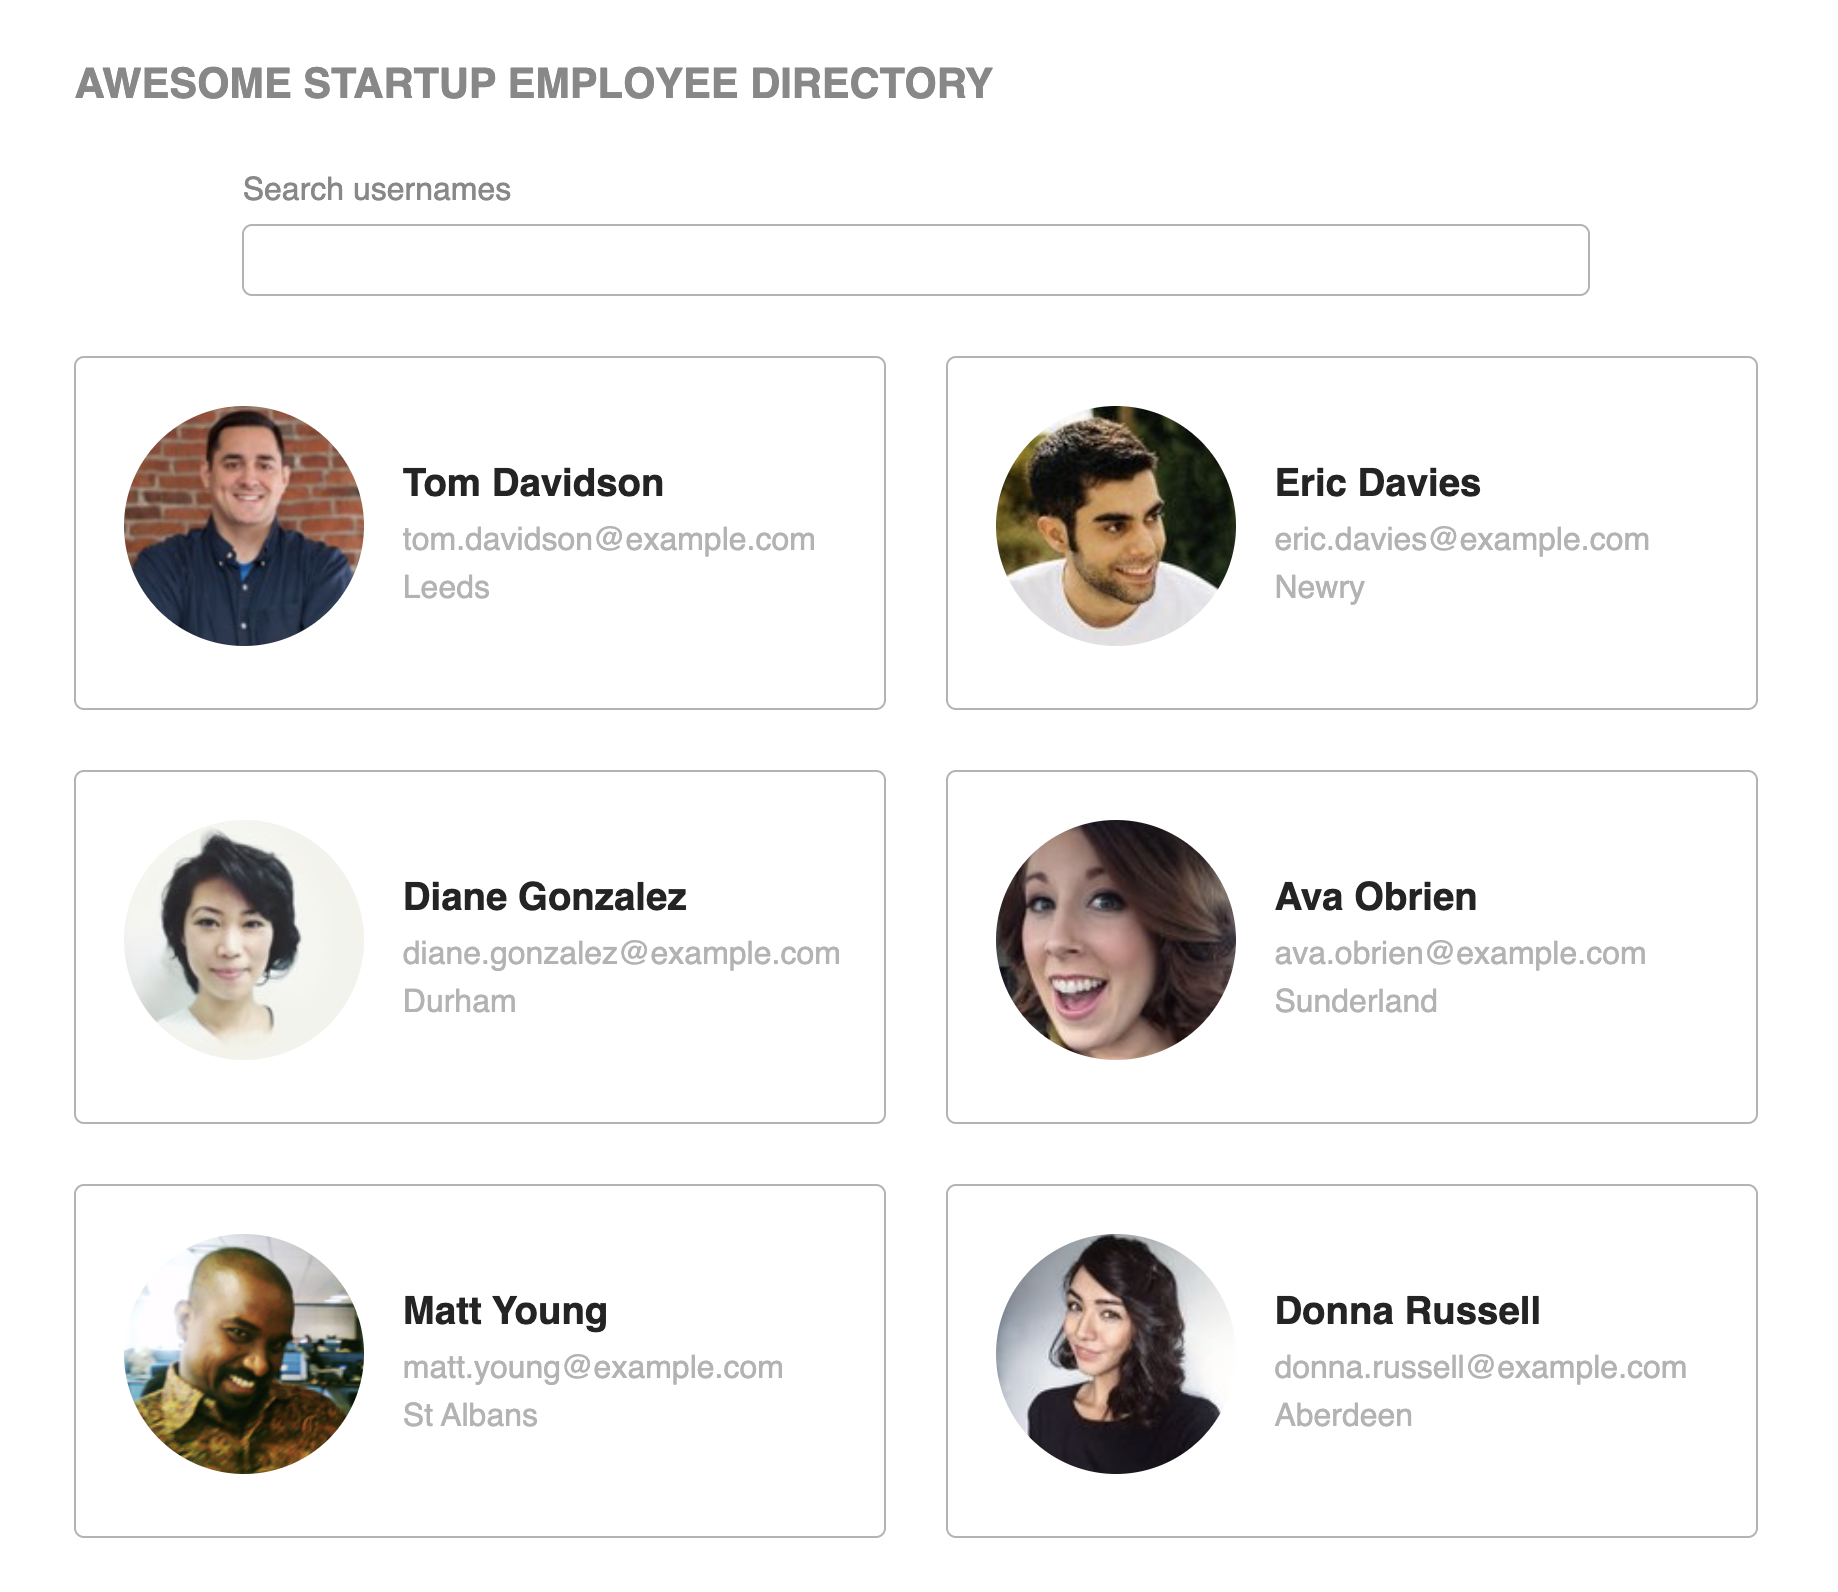 AWESOME STARTUP EMPLOYEE DIRECTORY
Search usernames
Tom Davidson
tom.davidson@example.com
Leeds
Eric Davies
eric.davies@example.com
Newry
Diane Gonzalez
diane.gonzalez@example.com
Durham
Ava Obrien
ava.obrien@example.com
Sunderland
Matt Young
matt.young@example.com
St Albans
Donna Russell
donna.russell@example.com
Aberdeen